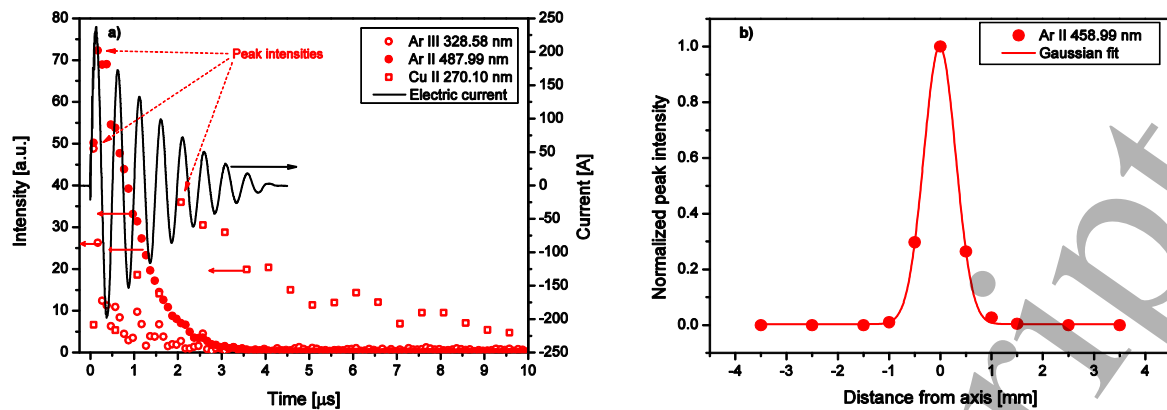 a)
Ar III 328.58 nm
Ar II 487.99 nm
Cu II 270.10 nm
Electric current
Peak intensities
Intensity [a.u.]
80
70
60
50
40
30
20
10
0
250
200
150
100
50
0
-50
-100
-150
-200
-250
Current [A]
0 1 2 3 4 5 6 7 8 9 10
Time [µs]
b)
Ar II 458.99 nm
Gaussian fit
Normalized peak intensity
1.0
0.8
0.6
0.4
0.2
0.0
-4 -3 -2 -1 0 1 2 3 4
Distance from axis [mm]
ript